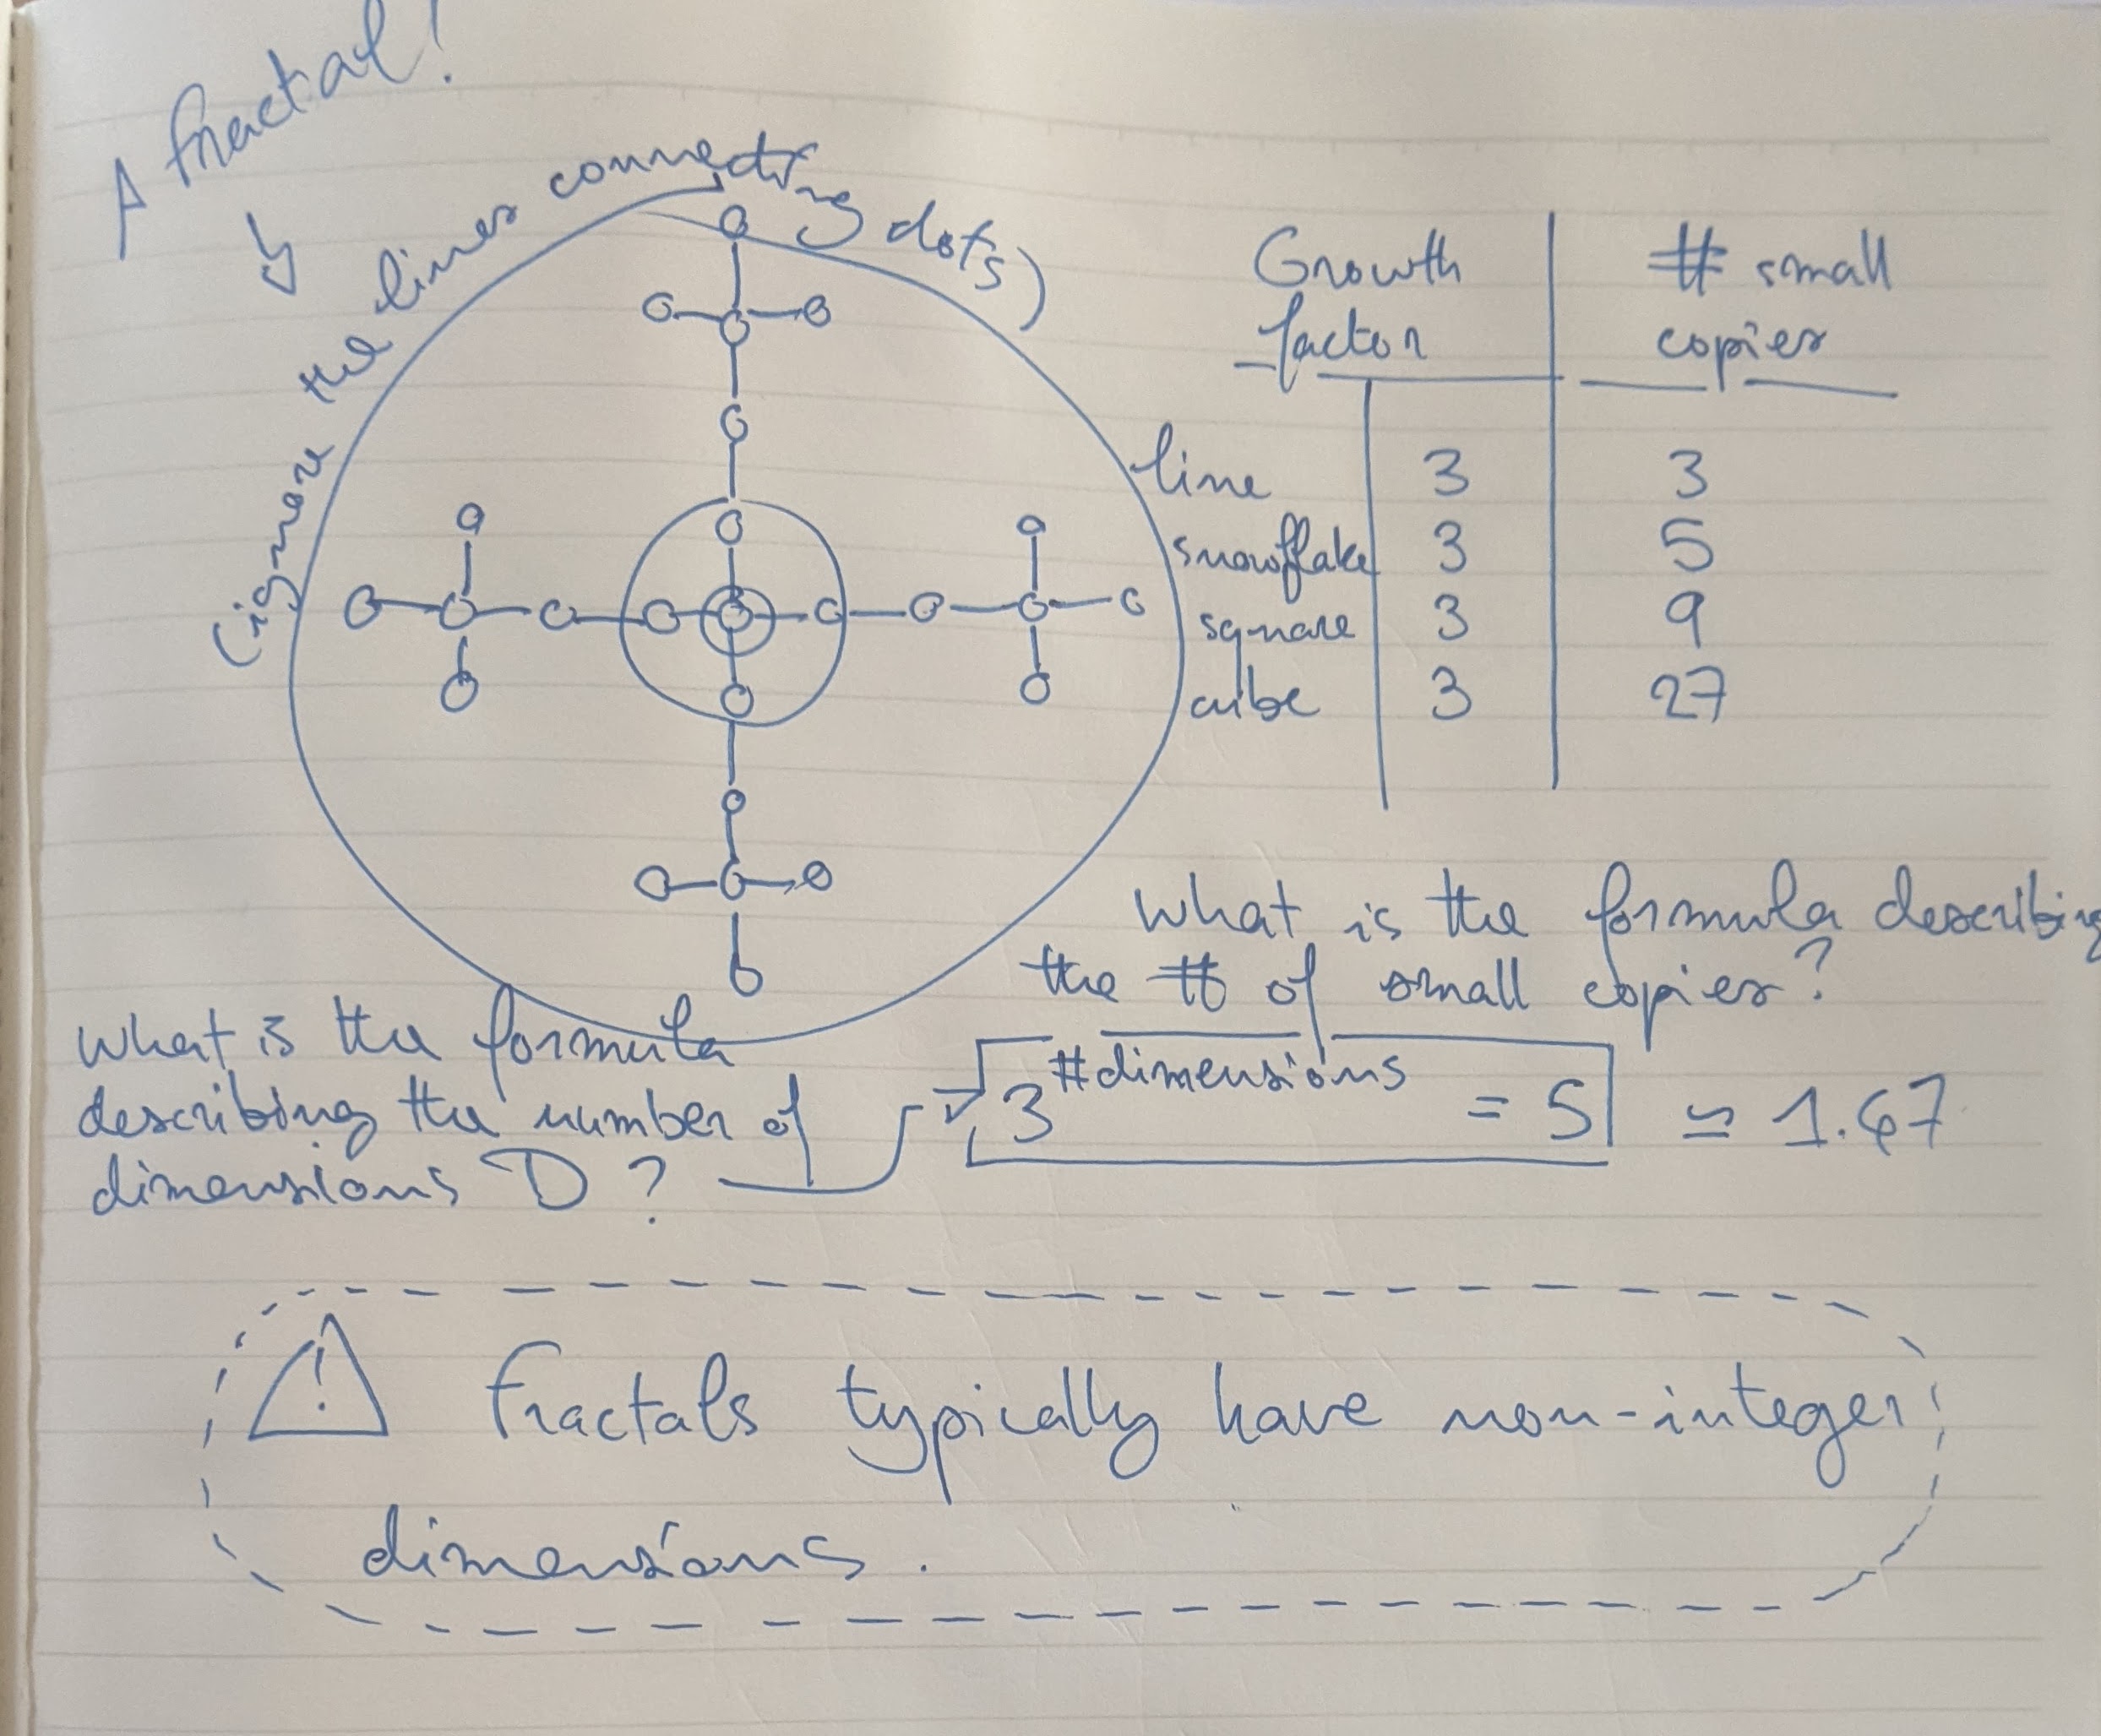 A fractal!
(ignore the lines connecting dots)
Growth factor | # small copies
line 3 3
snowflake 3 5
square 3 9
cube 3 27
What is the formula describing
the # of small copies?
What is the formula
describing the number of
dimensions D?
3^#dimensions = 5 ≃ 1.47
! Fractals typically have non-integer
dimensions.